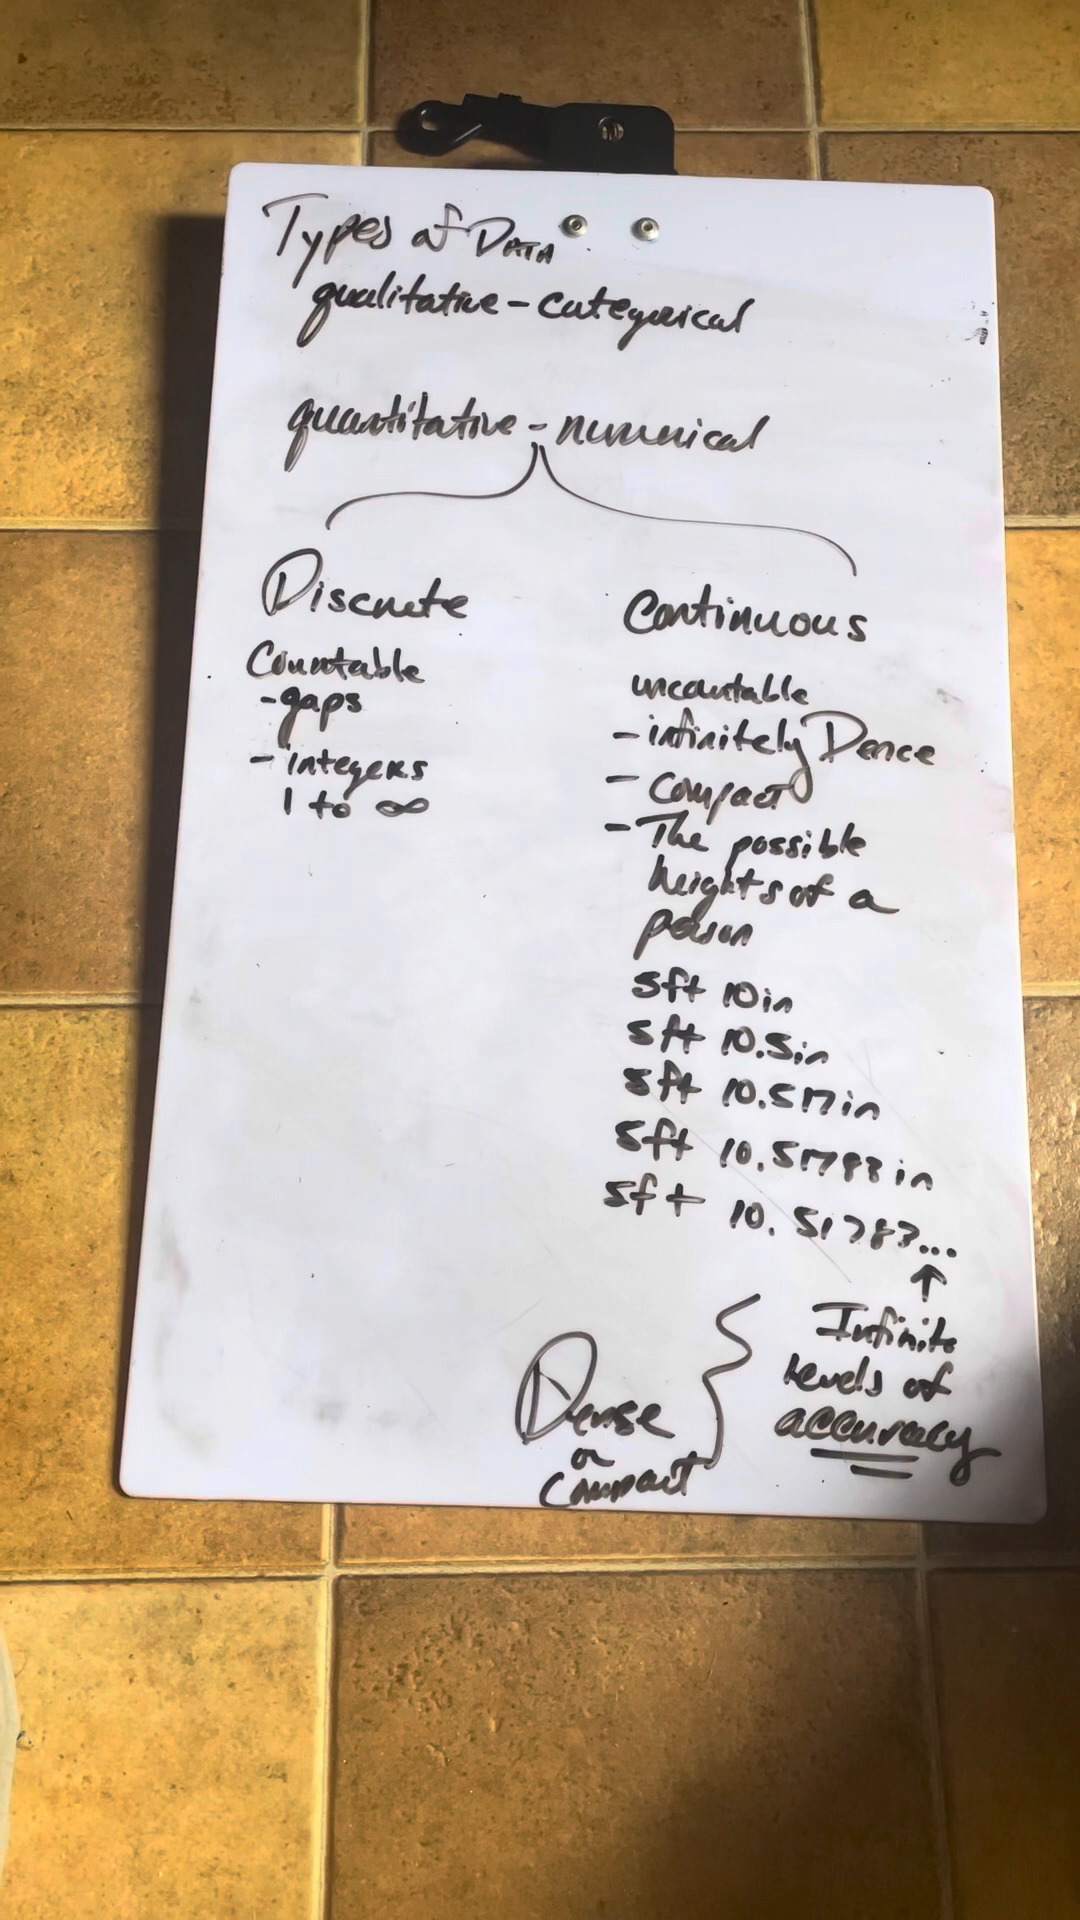 Types of DATA
qualitative - categorical
quantitative - numerical
Discrete
Countable
- gaps
- integers
1 to ∞
Continuous
uncountable
- infinitely Dence
- compact
- The possible
heights of a
person
5ft 10in
5ft 10.5in
5ft 10.517in
5ft 10.51783in
5ft 10.51783...
↑
Infinite
levels of
accuracy
Dense
or
Compact